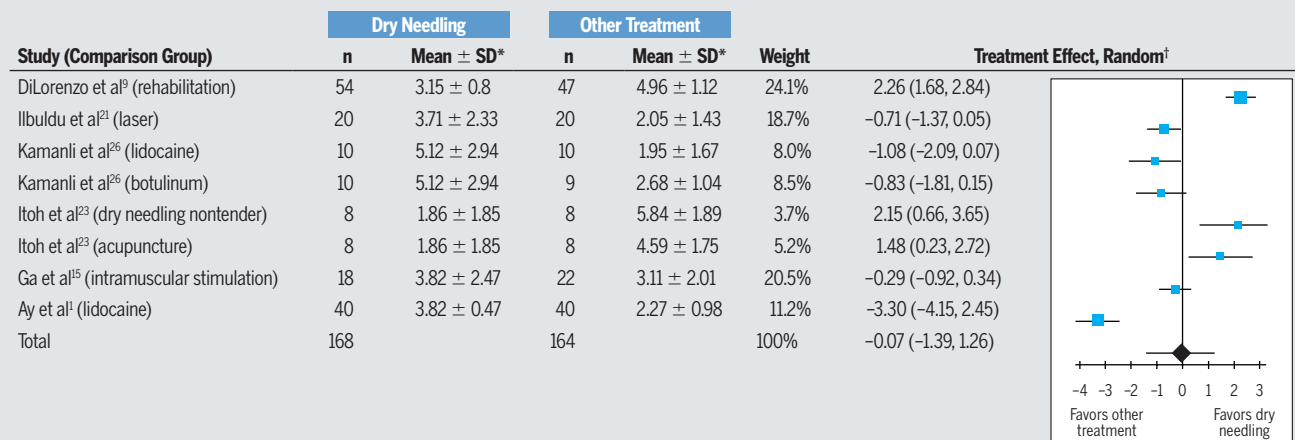 Dry Needling Other Treatment
Study (Comparison Group) n Mean ± SD* n Mean ± SD* Weight Treatment Effect, Random†
DiLorenzo et al⁹ (rehabilitation) 54 3.15 ± 0.8 47 4.96 ± 1.12 24.1% 2.26 (1.68, 2.84)
Ilbuldu et al²¹ (laser) 20 3.71 ± 2.33 20 2.05 ± 1.43 18.7% –0.71 (–1.37, 0.05)
Kamanli et al²⁶ (lidocaine) 10 5.12 ± 2.94 10 1.95 ± 1.67 8.0% –1.08 (–2.09, 0.07)
Kamanli et al²⁶ (botulinum) 10 5.12 ± 2.94 9 2.68 ± 1.04 8.5% –0.83 (–1.81, 0.15)
Itoh et al²³ (dry needling nontender) 8 1.86 ± 1.85 8 5.84 ± 1.89 3.7% 2.15 (0.66, 3.65)
Itoh et al²³ (acupuncture) 8 1.86 ± 1.85 8 4.59 ± 1.75 5.2% 1.48 (0.23, 2.72)
Ga et al¹⁵ (intramuscular stimulation) 18 3.82 ± 2.47 22 3.11 ± 2.01 20.5% –0.29 (–0.92, 0.34)
Ay et al¹ (lidocaine) 40 3.82 ± 0.47 40 2.27 ± 0.98 11.2% –3.30 (–4.15, 2.45)
Total 168 164 100% –0.07 (–1.39, 1.26)
–4 –3 –2 –1 0 1 2 3
Favors other Favors dry
treatment needling